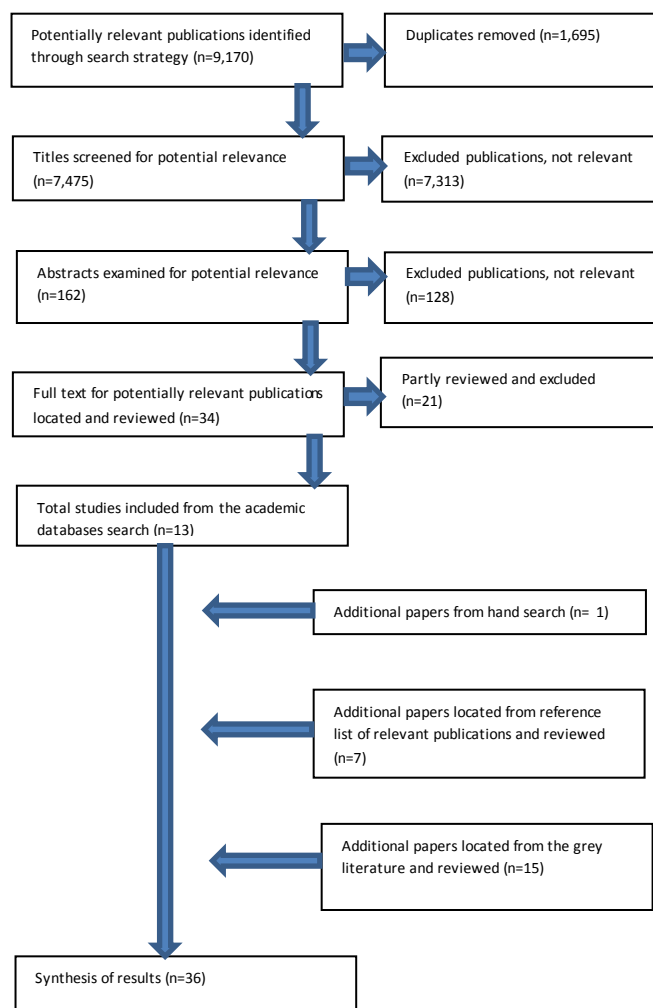 Potentially relevant publications identified
through search strategy (n=9,170)
Duplicates removed (n=1,695)
Titles screened for potential relevance
(n=7,475)
Excluded publications, not relevant
(n=7,313)
Abstracts examined for potential relevance
(n=162)
Excluded publications, not relevant
(n=128)
Full text for potentially relevant publications
located and reviewed (n=34)
Partly reviewed and excluded
(n=21)
Total studies included from the academic
databases search (n=13)
Additional papers from hand search (n= 1)
Additional papers located from reference
list of relevant publications and reviewed
(n=7)
Additional papers located from the grey
literature and reviewed (n=15)
Synthesis of results (n=36)